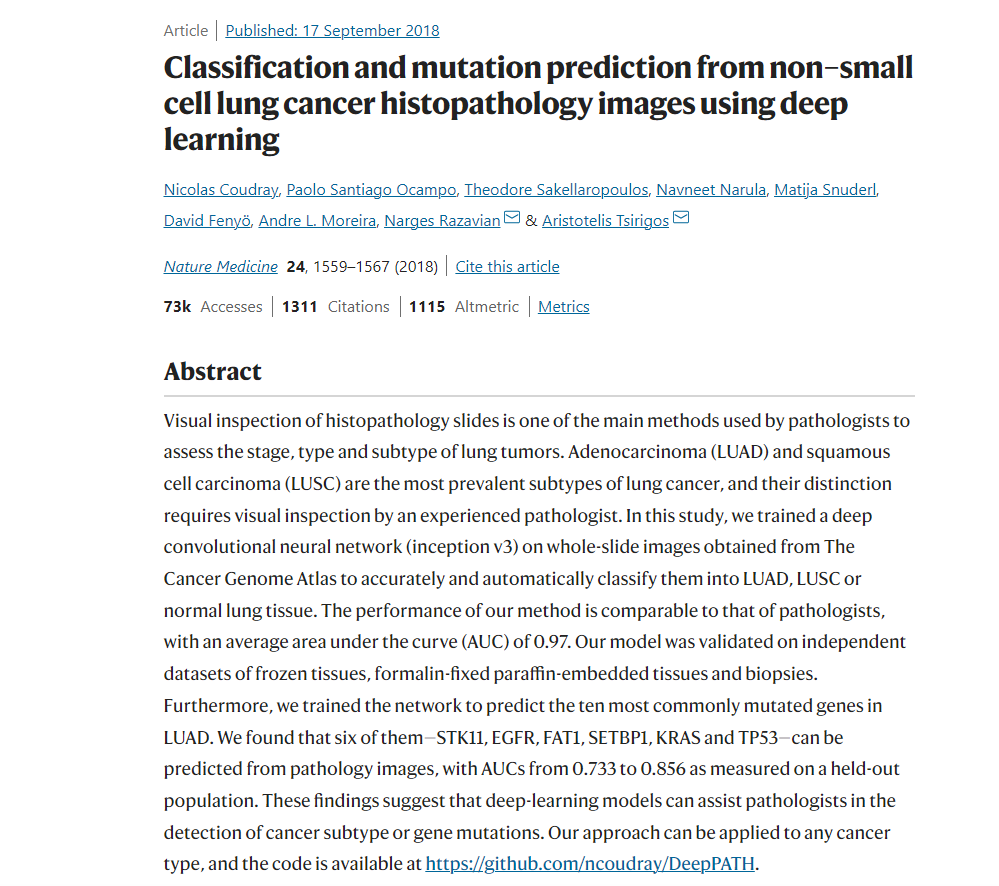 Article | Published: 17 September 2018
Classification and mutation prediction from non–small
cell lung cancer histopathology images using deep
learning
Nicolas Coudray, Paolo Santiago Ocampo, Theodore Sakellaropoulos, Navneet Narula, Matija Snuderl,
David Fenyö, Andre L. Moreira, Narges Razavian & Aristotelis Tsirigos
Nature Medicine 24, 1559–1567 (2018) | Cite this article
73k Accesses | 1311 Citations | 1115 Altmetric | Metrics
Abstract
Visual inspection of histopathology slides is one of the main methods used by pathologists to
assess the stage, type and subtype of lung tumors. Adenocarcinoma (LUAD) and squamous
cell carcinoma (LUSC) are the most prevalent subtypes of lung cancer, and their distinction
requires visual inspection by an experienced pathologist. In this study, we trained a deep
convolutional neural network (inception v3) on whole-slide images obtained from The
Cancer Genome Atlas to accurately and automatically classify them into LUAD, LUSC or
normal lung tissue. The performance of our method is comparable to that of pathologists,
with an average area under the curve (AUC) of 0.97. Our model was validated on independent
datasets of frozen tissues, formalin-fixed paraffin-embedded tissues and biopsies.
Furthermore, we trained the network to predict the ten most commonly mutated genes in
LUAD. We found that six of them—STK11, EGFR, FAT1, SETBP1, KRAS and TP53—can be
predicted from pathology images, with AUCs from 0.733 to 0.856 as measured on a held-out
population. These findings suggest that deep-learning models can assist pathologists in the
detection of cancer subtype or gene mutations. Our approach can be applied to any cancer
type, and the code is available at https://github.com/ncoudray/DeepPATH.